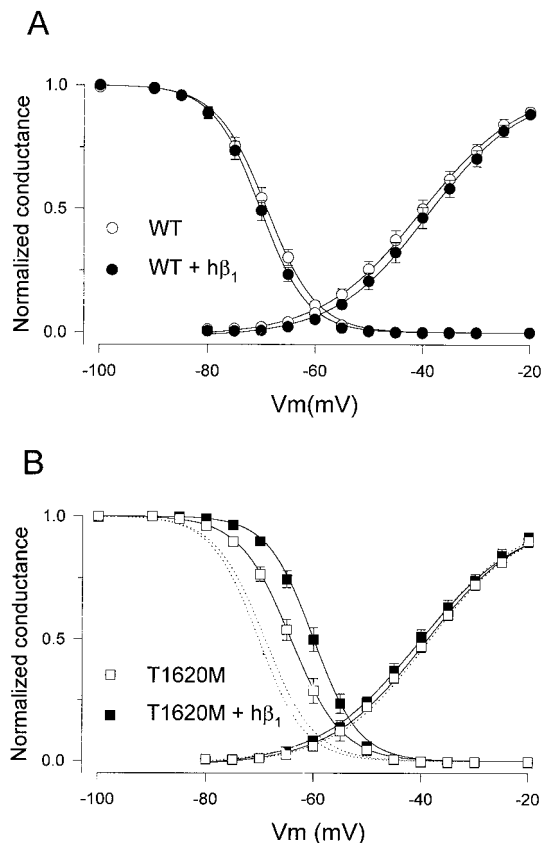 A
Normalized conductance
1.0
0.5
0.0
WT
WT + hβ₁
-100
-80
-60
-40
-20
Vm(mV)
B
Normalized conductance
1.0
0.5
0.0
T1620M
T1620M + hβ₁
-100
-80
-60
-40
-20
Vm (mV)